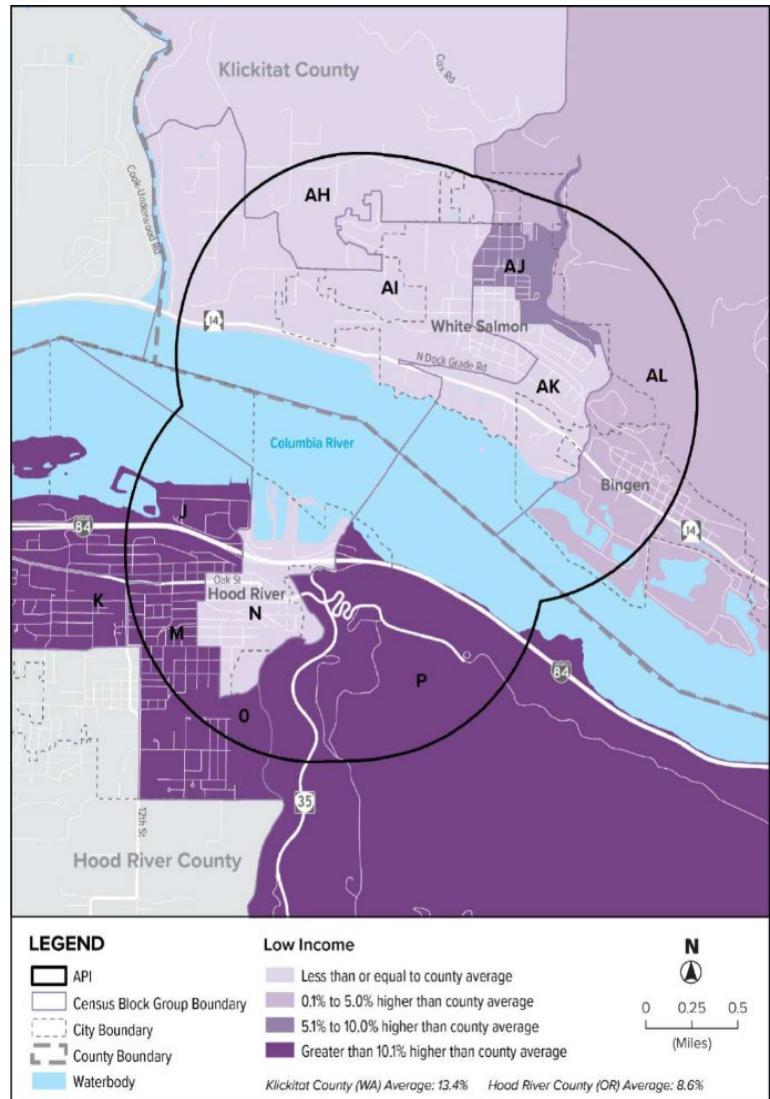 Klickitat County
Cox Rd
Cook-Underwood Rd
AH
AJ
AI
14
White Salmon
N Dock Grade Rd
AK
AL
Columbia River
Bingen
J
84
14
Oak St
Hood River
K
N
M
P
84
O
35
12th St
Hood River County
LEGEND
API
Census Block Group Boundary
City Boundary
County Boundary
Waterbody
Low Income
Less than or equal to county average
0.1% to 5.0% higher than county average
5.1% to 10.0% higher than county average
Greater than 10.1% higher than county average
Klickitat County (WA) Average: 13.4% Hood River County (OR) Average: 8.6%
N
0 0.25 0.5
(Miles)